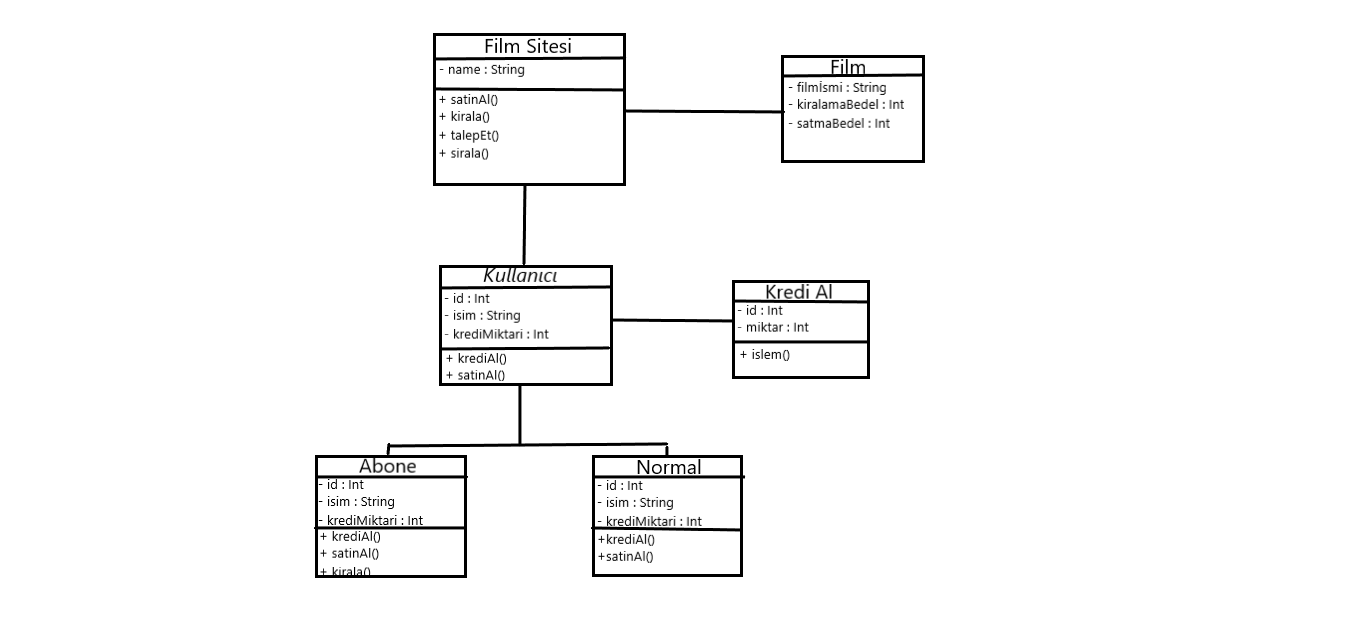 Film Sitesi
- name : String
+ satinAl()
+ kirala()
+ talepEt()
+ sirala()
Film
- filmİsmi : String
- kiralamaBedel : Int
- satmaBedel : Int
Kullanıcı
- id : Int
- isim : String
- krediMiktari : Int
+ krediAl()
+ satinAl()
Kredi Al
- id : Int
- miktar : Int
+ islem()
Abone
- id : Int
- isim : String
- krediMiktari : Int
+ krediAl()
+ satinAl()
+ kirala()
Normal
- id : Int
- isim : String
- krediMiktari : Int
+krediAl()
+satinAl()